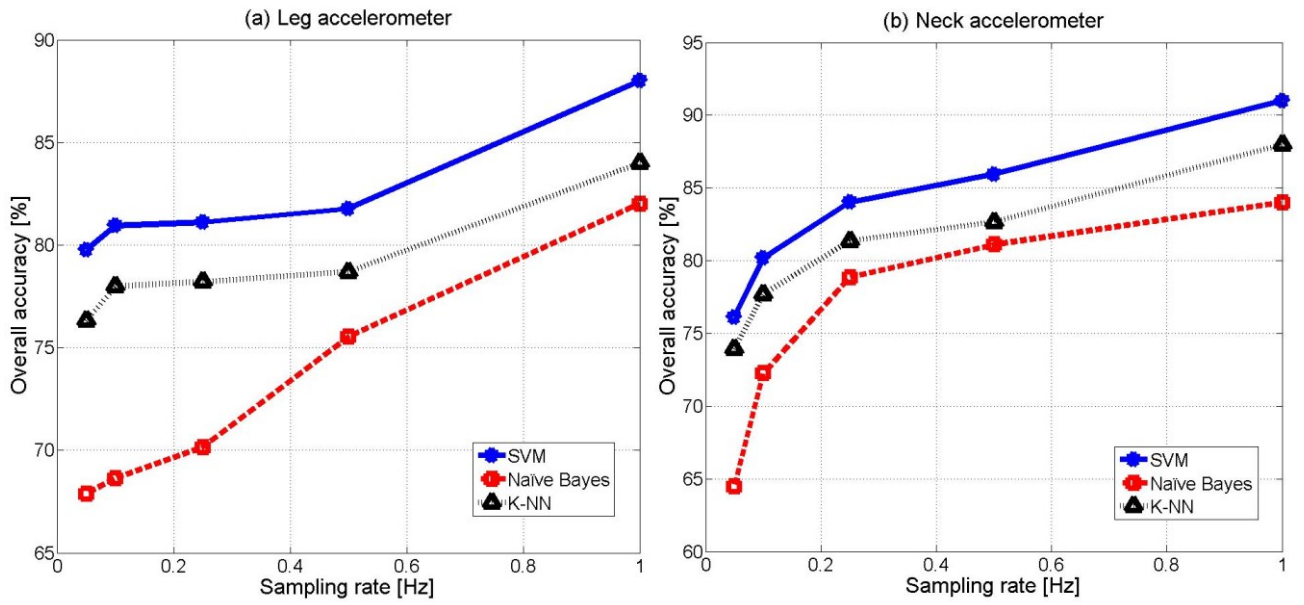 (a) Leg accelerometer
90
85
80
75
70
65
Overall accuracy [%]
0 0.2 0.4 0.6 0.8 1
Sampling rate [Hz]
SVM
Naïve Bayes
K-NN
(b) Neck accelerometer
95
90
85
80
75
70
65
60
Overall accuracy [%]
0 0.2 0.4 0.6 0.8 1
Sampling rate [Hz]
SVM
Naïve Bayes
K-NN